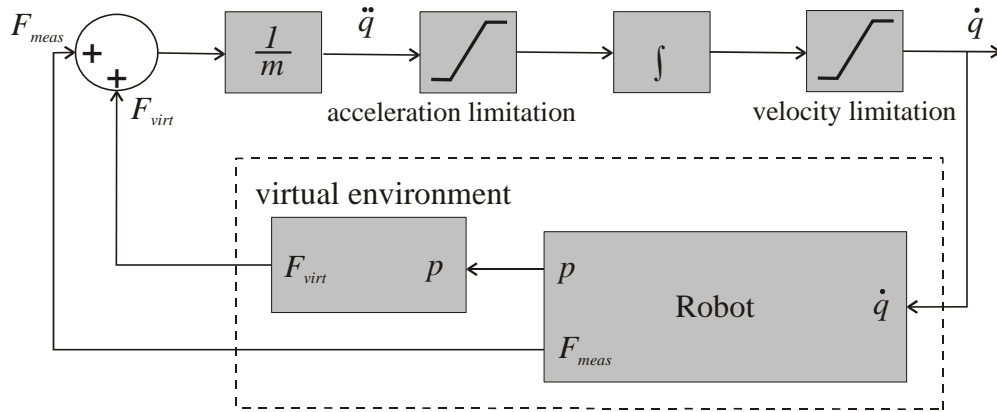 F_meas
+
+
F_virt
1
m
q̈
acceleration limitation
∫
velocity limitation
q̇
virtual environment
F_virt p
p
Robot q̇
F_meas